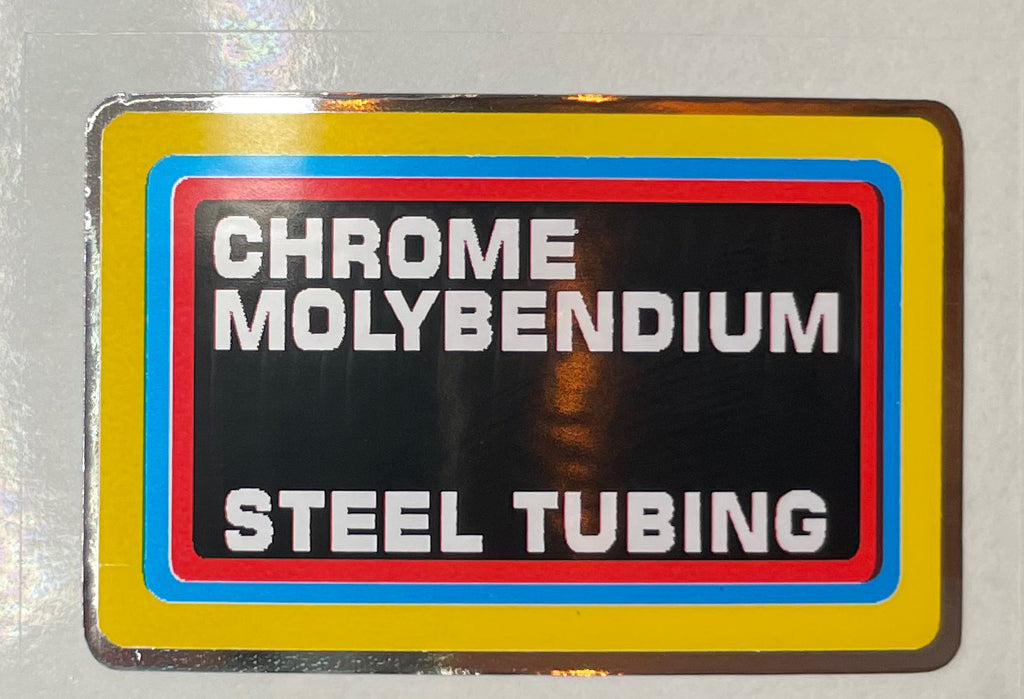 CHROME
MOLYBENDIUM
STEEL TUBING